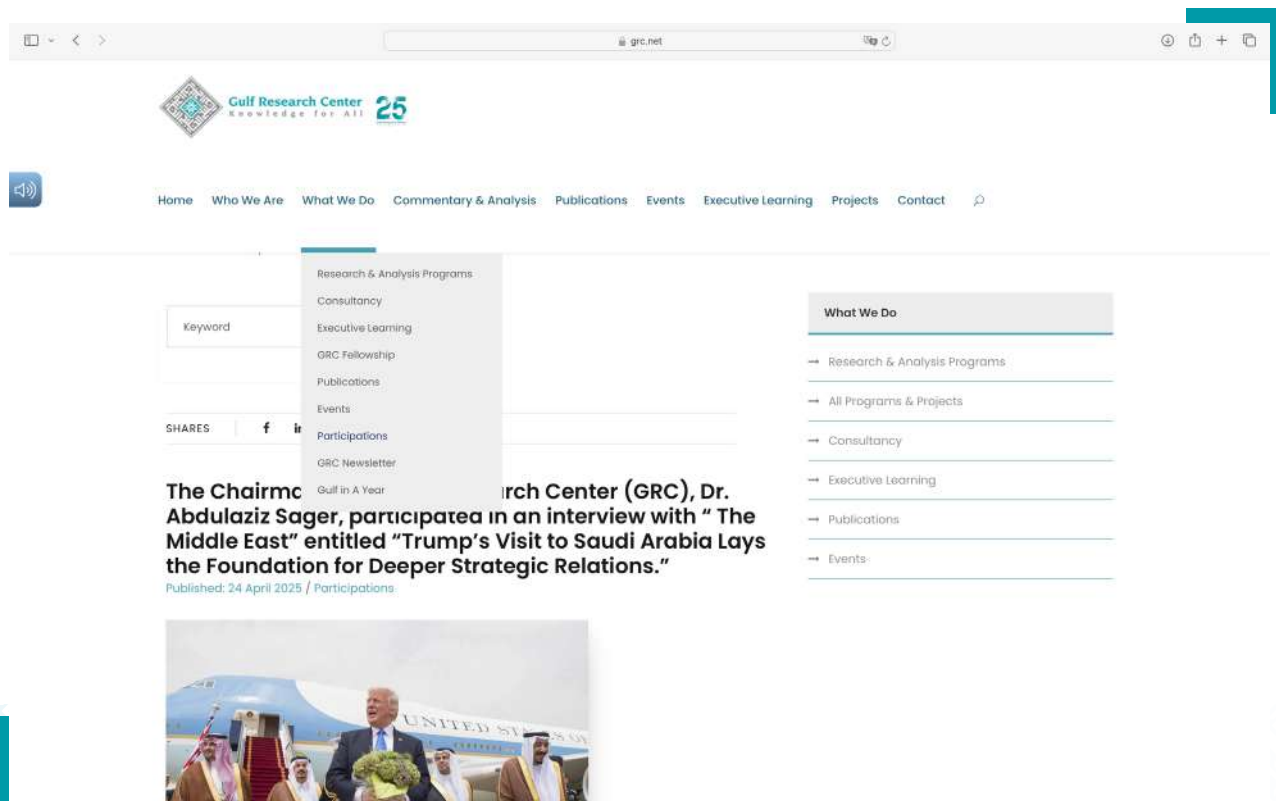 grc.net
Gulf Research Center
Knowledge for All
25
Home Who We Are What We Do Commentary & Analysis Publications Events Executive Learning Projects Contact
Research & Analysis Programs
Consultancy
Executive Learning
GRC Fellowship
Publications
Events
Participations
GRC Newsletter
Gulf in A Year
Keyword
SHARES
The Chairma rch Center (GRC), Dr.
Abdulaziz Sager, participated in an interview with “ The
Middle East” entitled “Trump’s Visit to Saudi Arabia Lays
the Foundation for Deeper Strategic Relations.”
Published: 24 April 2025 / Participations
UNITED
What We Do
Research & Analysis Programs
All Programs & Projects
Consultancy
Executive Learning
Publications
Events